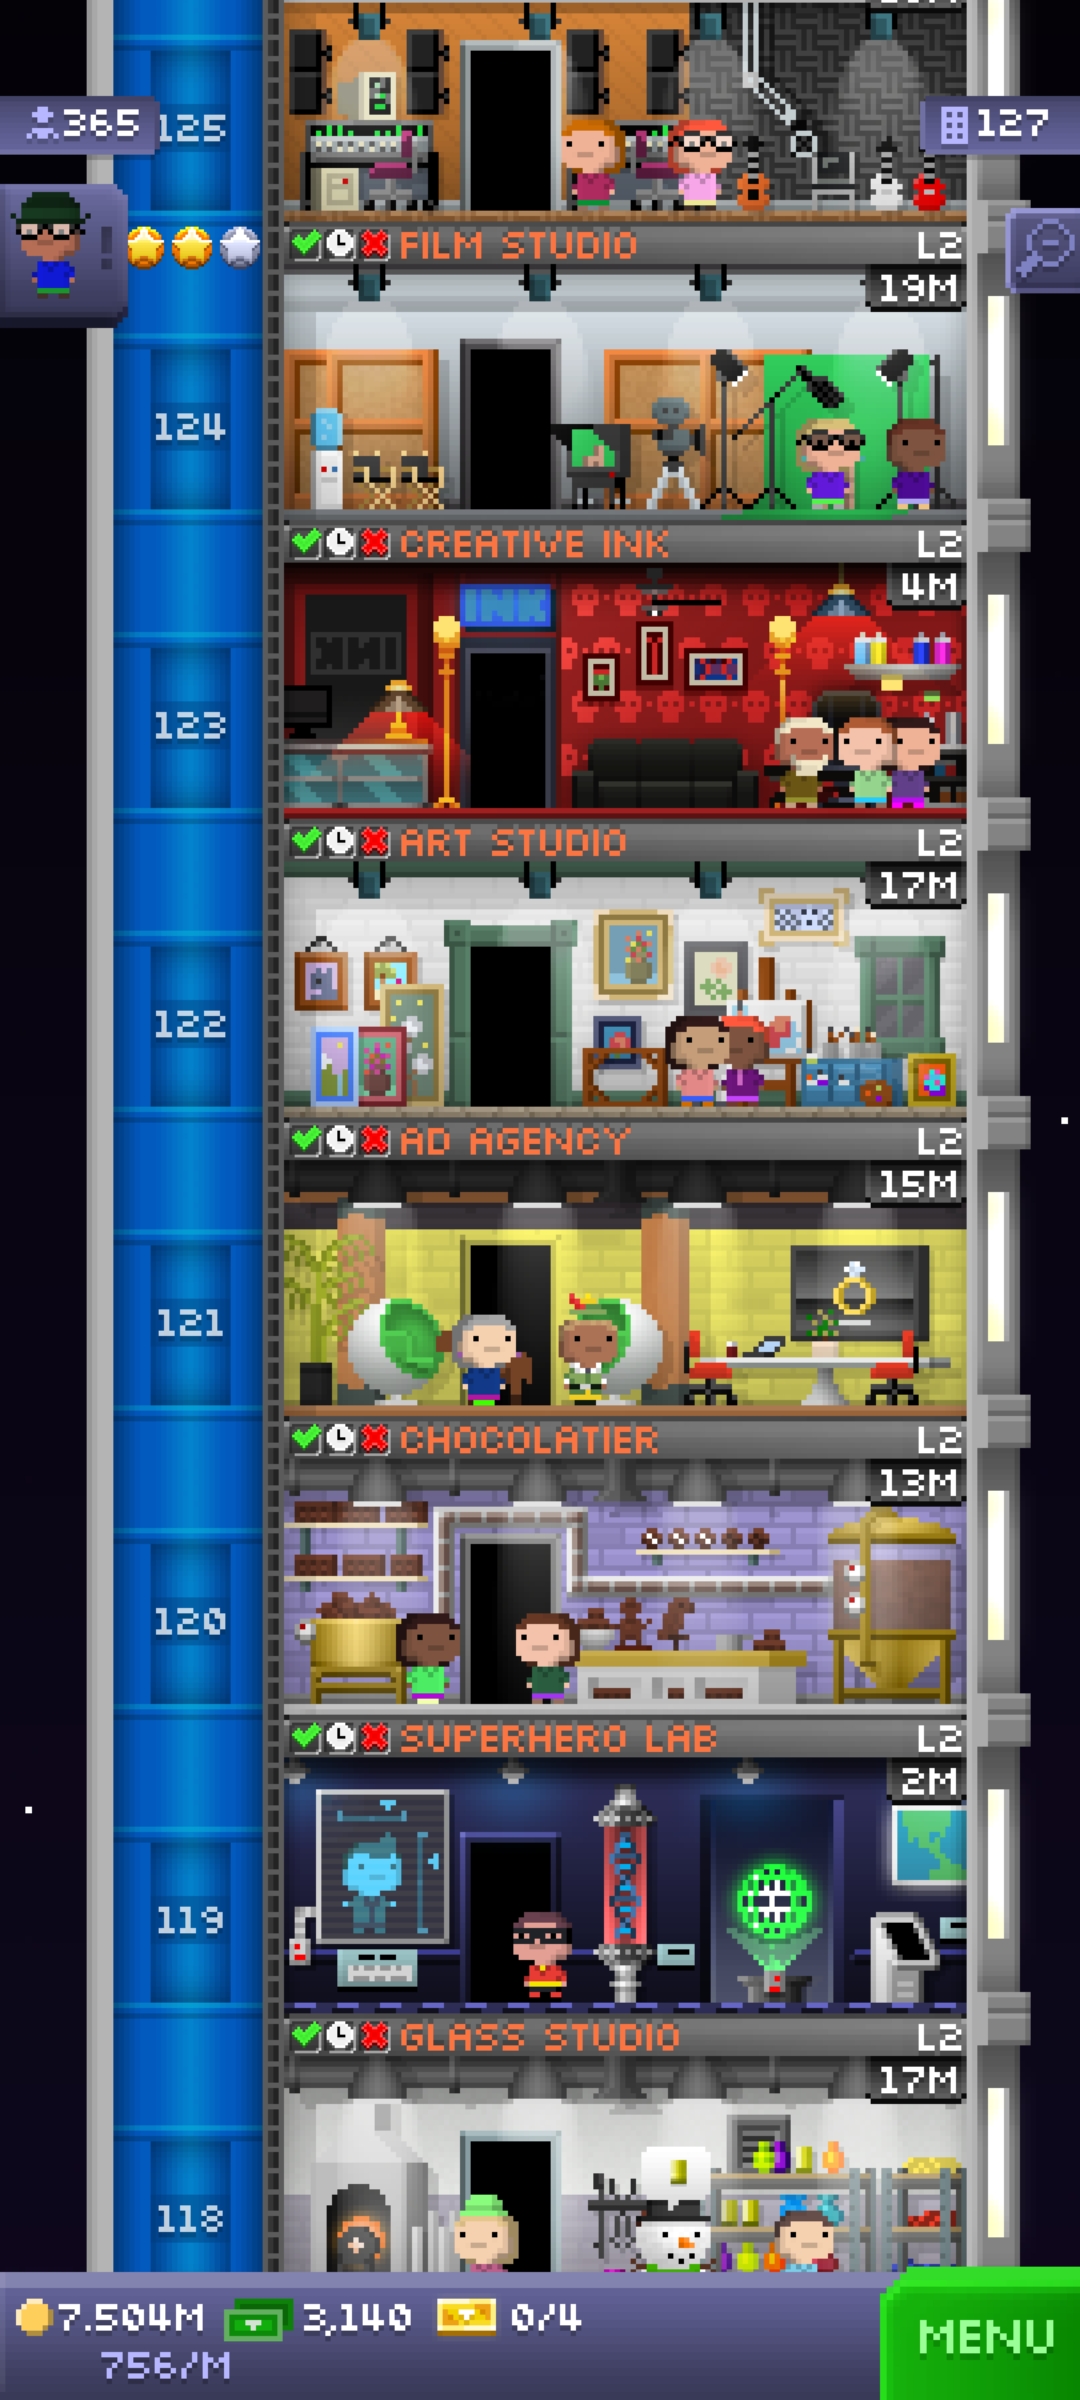 365
125
127
FILM STUDIO L2
19M
124
CREATIVE INK L2
4M
INK
123
ART STUDIO L2
17M
122
AD AGENCY L2
15M
121
CHOCOLATIER L2
13M
120
SUPERHERO LAB L2
2M
119
GLASS STUDIO L2
17M
118
7.504M 3,140 0/4
756/M
MENU